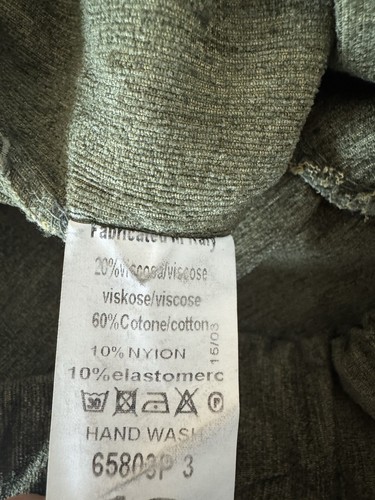 Fabricated in Italy
20%viscosa/viscose
viskose/viscose
60%Cotone/cotton
15/03
10% NYION
10%elastomerc
30
P
HAND WASH
65803P 3